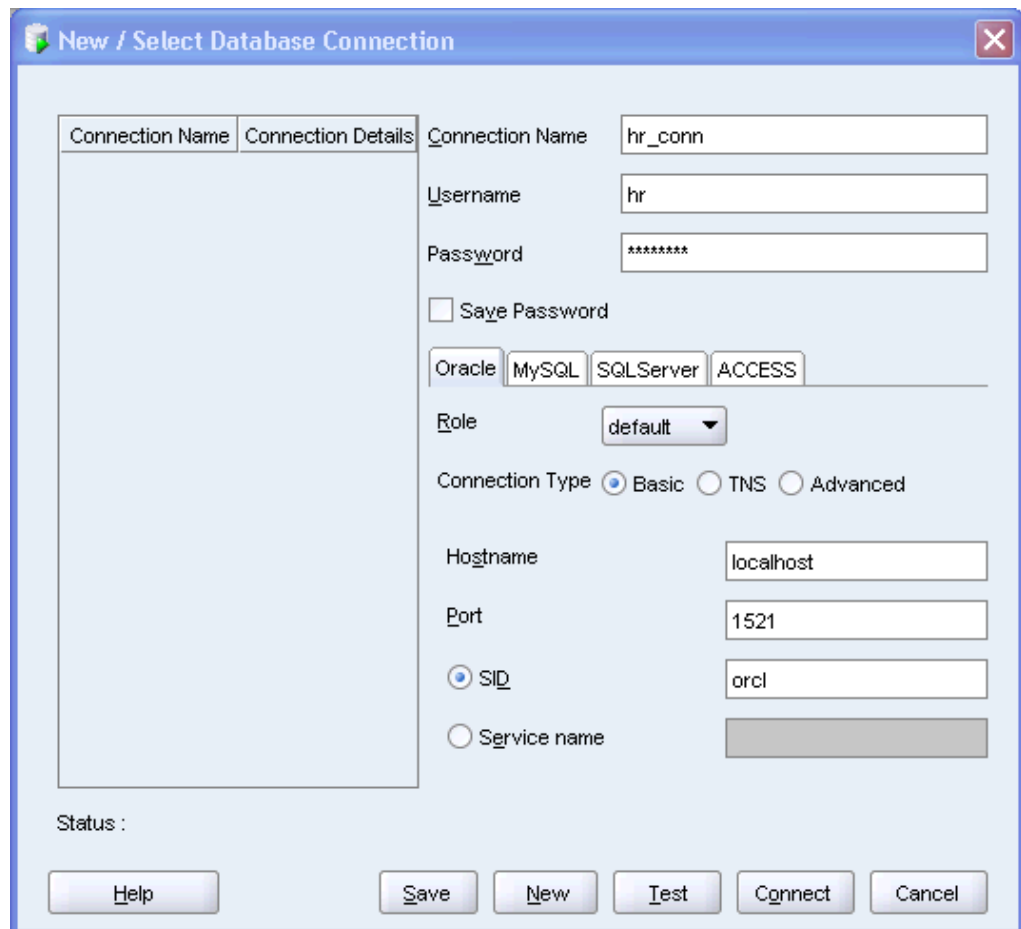 New / Select Database Connection
Connection Name Connection Details
Connection Name hr_conn
Username hr
Password ********
Save Password
Oracle MySQL SQLServer ACCESS
Role default
Connection Type Basic TNS Advanced
Hostname localhost
Port 1521
SID orcl
Service name
Status :
Help Save New Test Connect Cancel